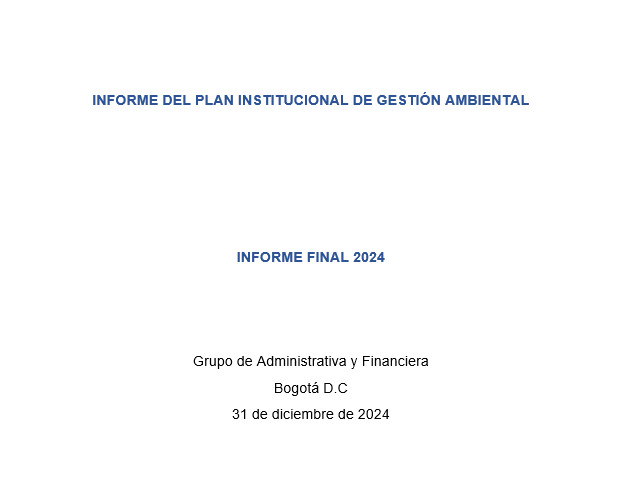 INFORME DEL PLAN INSTITUCIONAL DE GESTIÓN AMBIENTAL
INFORME FINAL 2024
Grupo de Administrativa y Financiera
Bogotá D.C
31 de diciembre de 2024